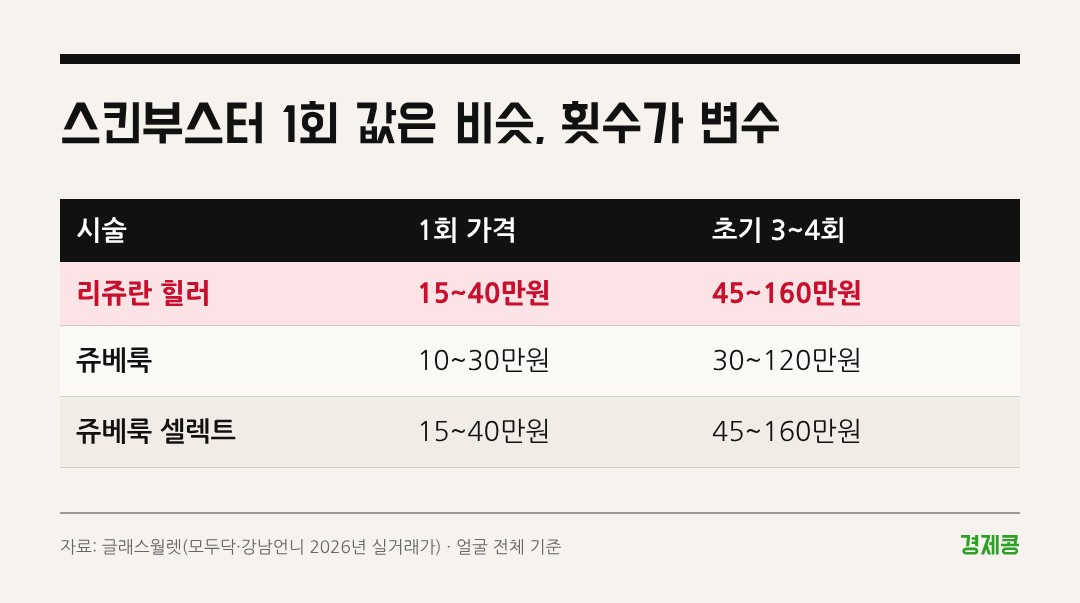 스킨부스터 1회 값은 비슷, 횟수가 변수
시술 1회 가격 초기 3~4회
리쥬란 힐러 15~40만원 45~160만원
쥬베룩 10~30만원 30~120만원
쥬베룩 셀렉트 15~40만원 45~160만원
자료: 글래스월렛(모두닥·강남언니 2026년 실거래가) · 얼굴 전체 기준
경제콩